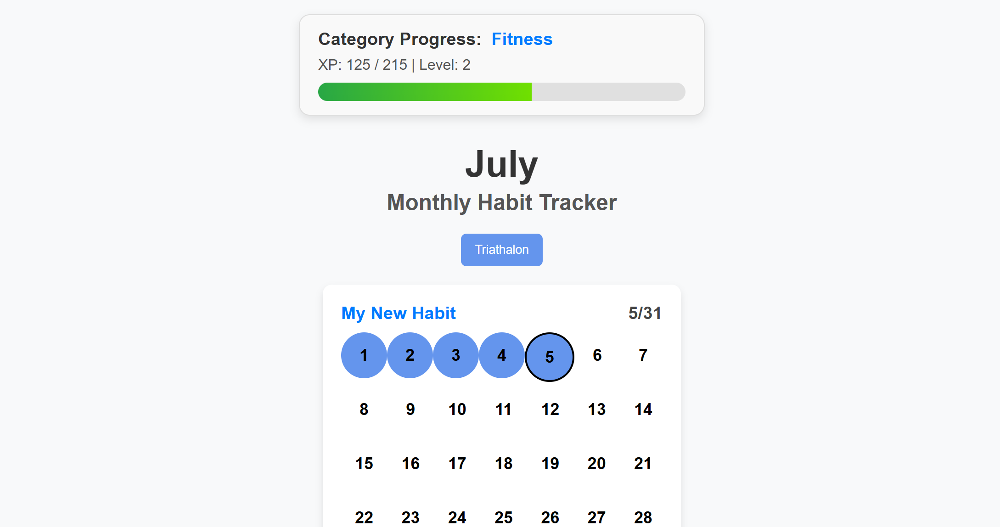 Category Progress: Fitness
XP: 125 / 215 | Level: 2
July
Monthly Habit Tracker
Triathalon
My New Habit 5/31
1 2 3 4 5 6 7
8 9 10 11 12 13 14
15 16 17 18 19 20 21
22 23 24 25 26 27 28